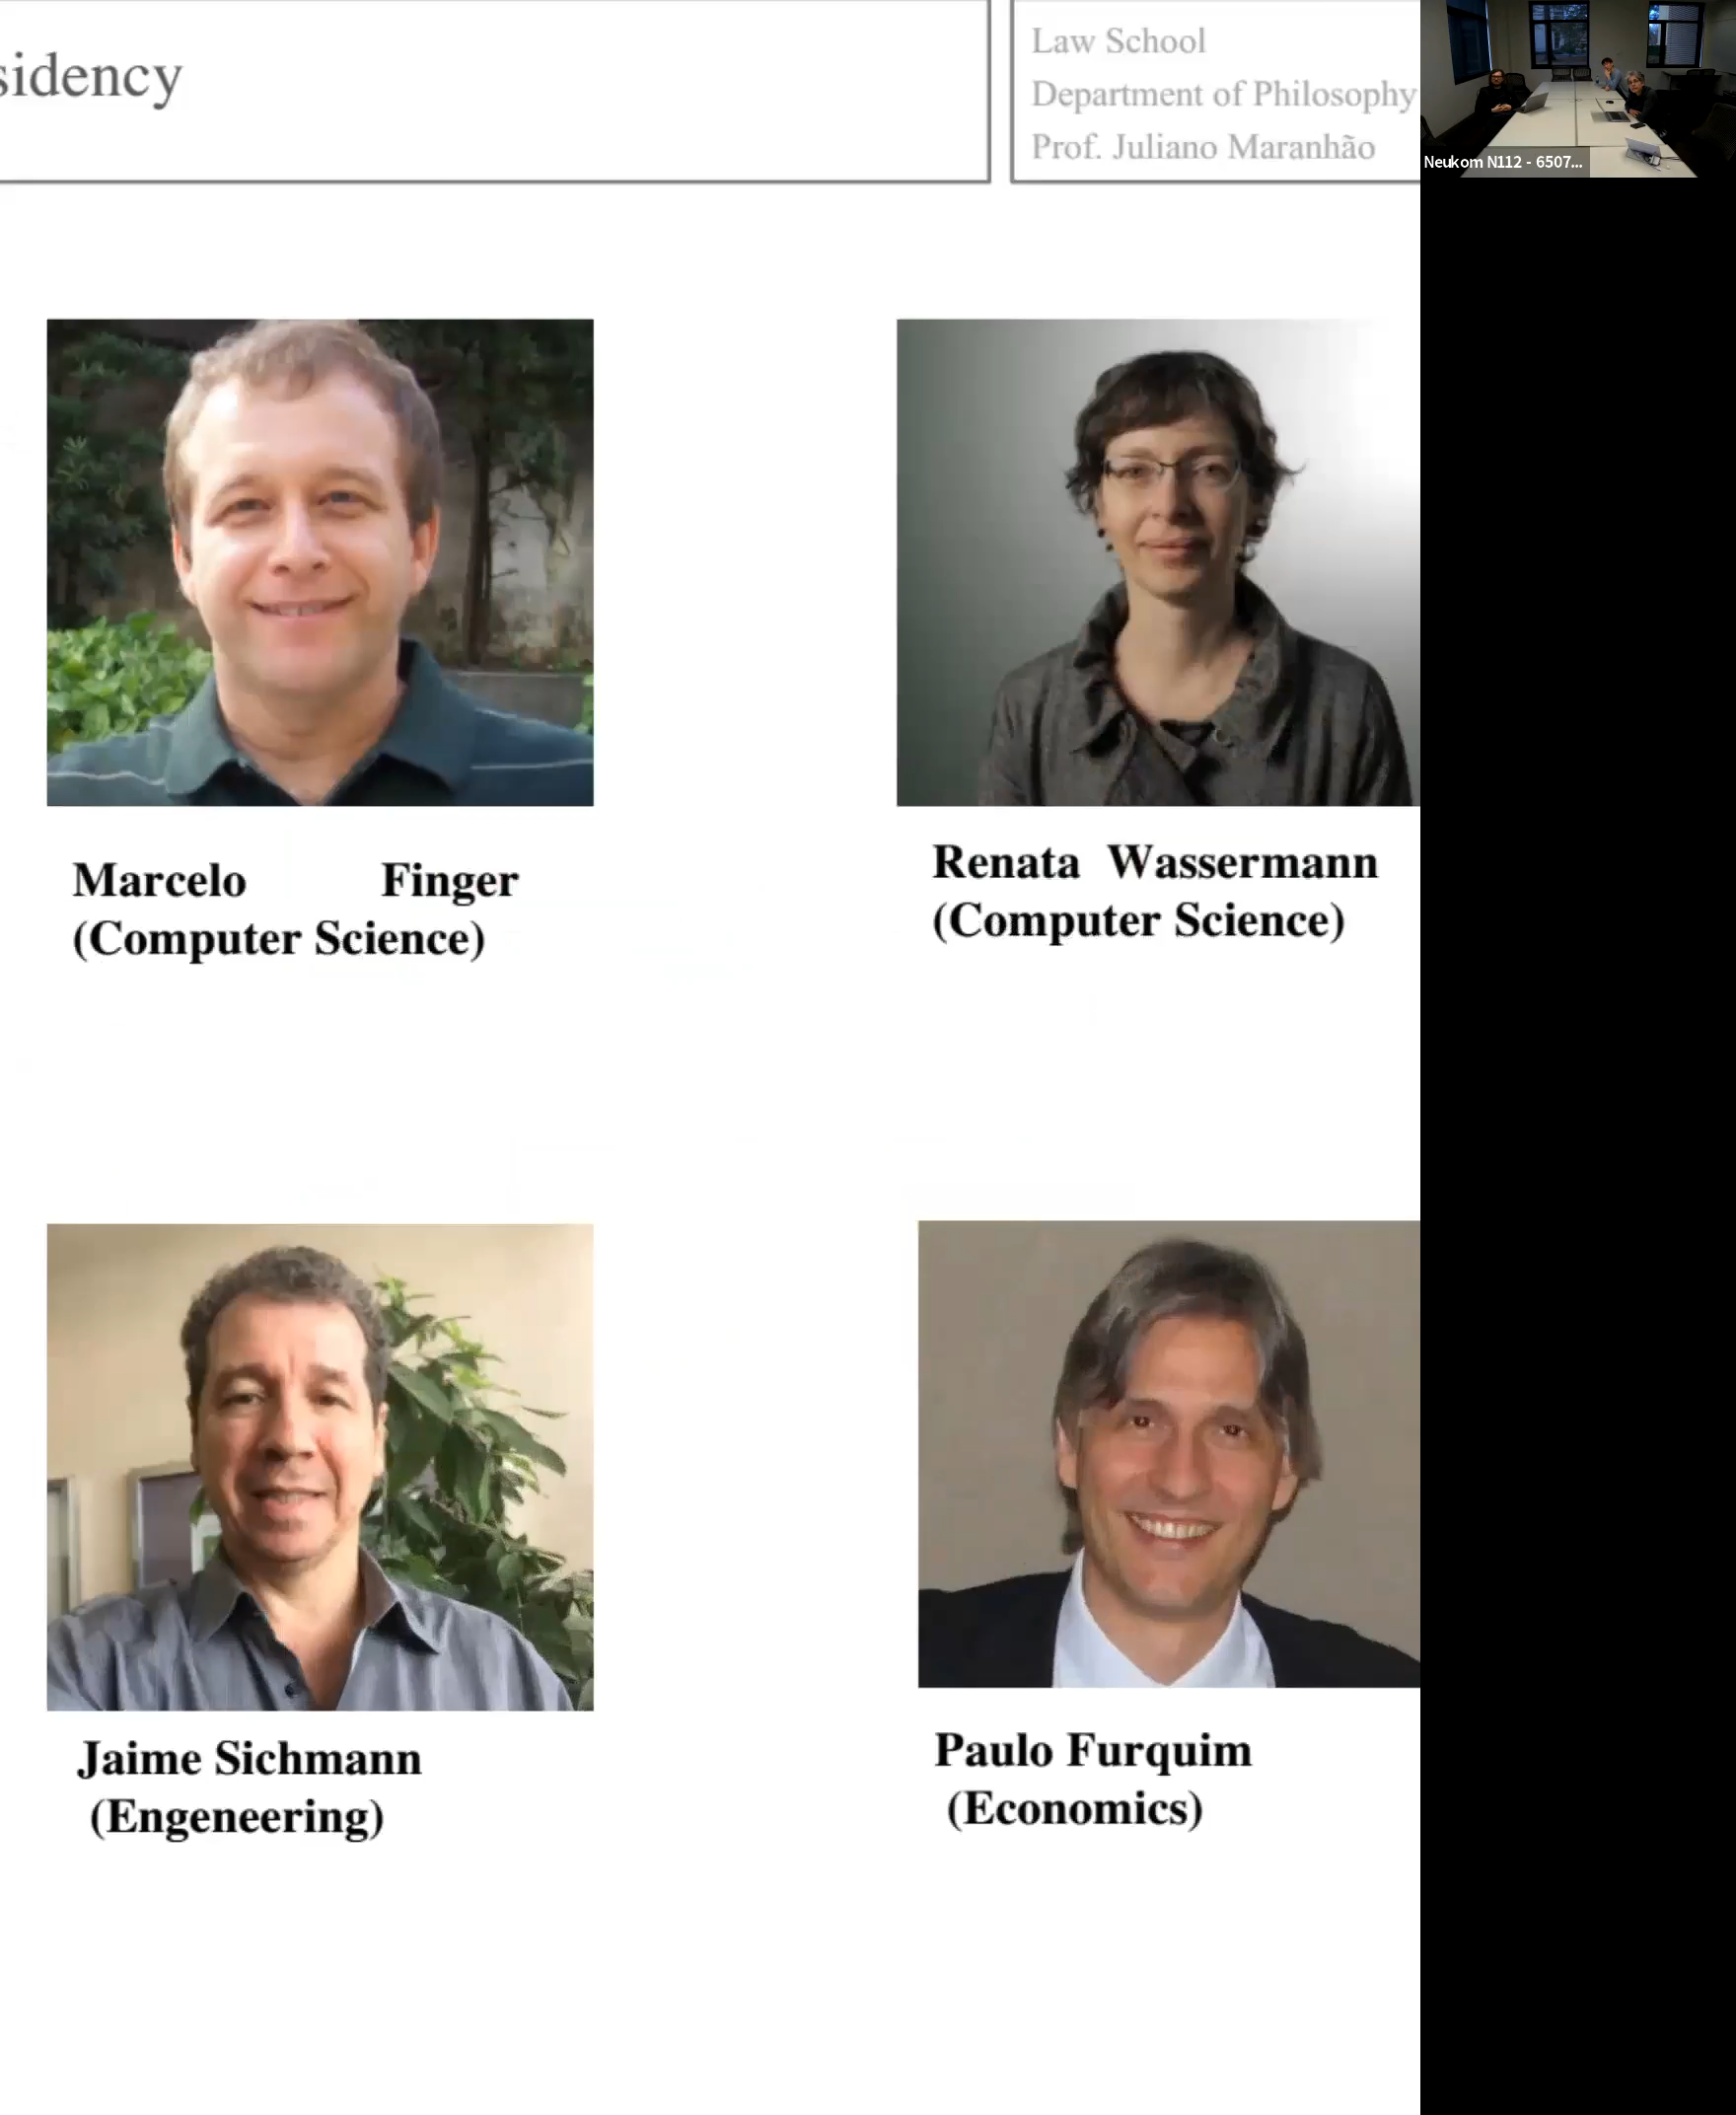 sidency
Law School
Department of Philosophy
Prof. Juliano Maranhão
Neukom N112 - 6507...
Marcelo Finger
(Computer Science)
Renata Wassermann
(Computer Science)
Jaime Sichmann
(Engeneering)
Paulo Furquim
(Economics)